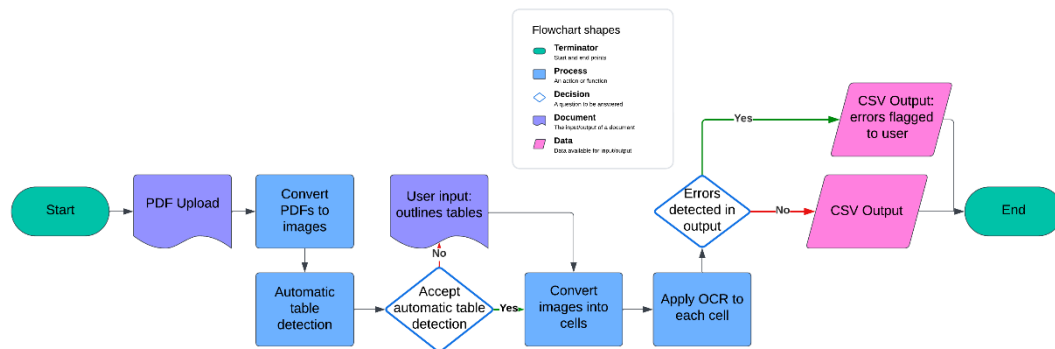 Flowchart shapes
Terminator
Start and end points
Process
An action or function
Decision
A question to be answered
Document
The input/output of a document
Data
Data available for input/output
Start
PDF Upload
Convert
PDFs to
images
Automatic
table
detection
User input:
outlines tables
No
Accept
automatic table
detection
Yes
Convert
images into
cells
Apply OCR to
each cell
Errors
detected in
output
Yes
No
CSV Output:
errors flagged
to user
CSV Output
End